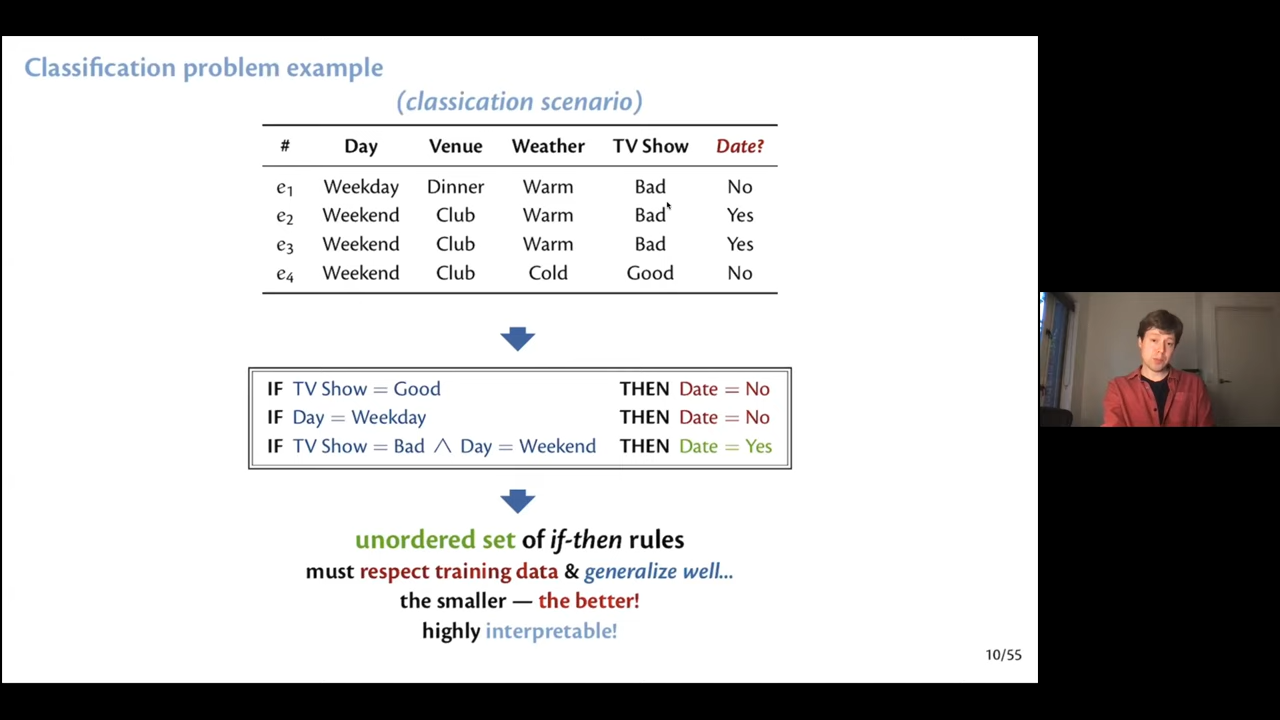 Classification problem example
(classication scenario)
# Day Venue Weather TV Show Date?
e1 Weekday Dinner Warm Bad No
e2 Weekend Club Warm Bad Yes
e3 Weekend Club Warm Bad Yes
e4 Weekend Club Cold Good No
IF TV Show = Good THEN Date = No
IF Day = Weekday THEN Date = No
IF TV Show = Bad ∧ Day = Weekend THEN Date = Yes
unordered set of if-then rules
must respect training data & generalize well...
the smaller — the better!
highly interpretable!
10/55